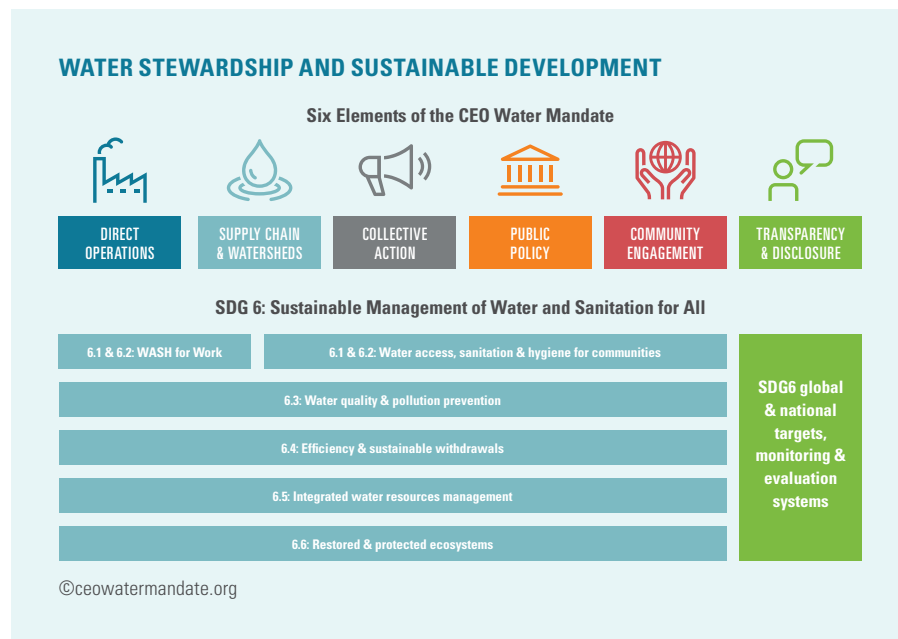 WATER STEWARDSHIP AND SUSTAINABLE DEVELOPMENT
Six Elements of the CEO Water Mandate
DIRECT
OPERATIONS
SUPPLY CHAIN
& WATERSHEDS
COLLECTIVE
ACTION
PUBLIC
POLICY
COMMUNITY
ENGAGEMENT
TRANSPARENCY
& DISCLOSURE
SDG 6: Sustainable Management of Water and Sanitation for All
6.1 & 6.2: WASH for Work
6.1 & 6.2: Water access, sanitation & hygiene for communities
6.3: Water quality & pollution prevention
6.4: Efficiency & sustainable withdrawals
6.5: Integrated water resources management
6.6: Restored & protected ecosystems
SDG6 global
& national
targets,
monitoring &
evaluation
systems
©ceowatermandate.org